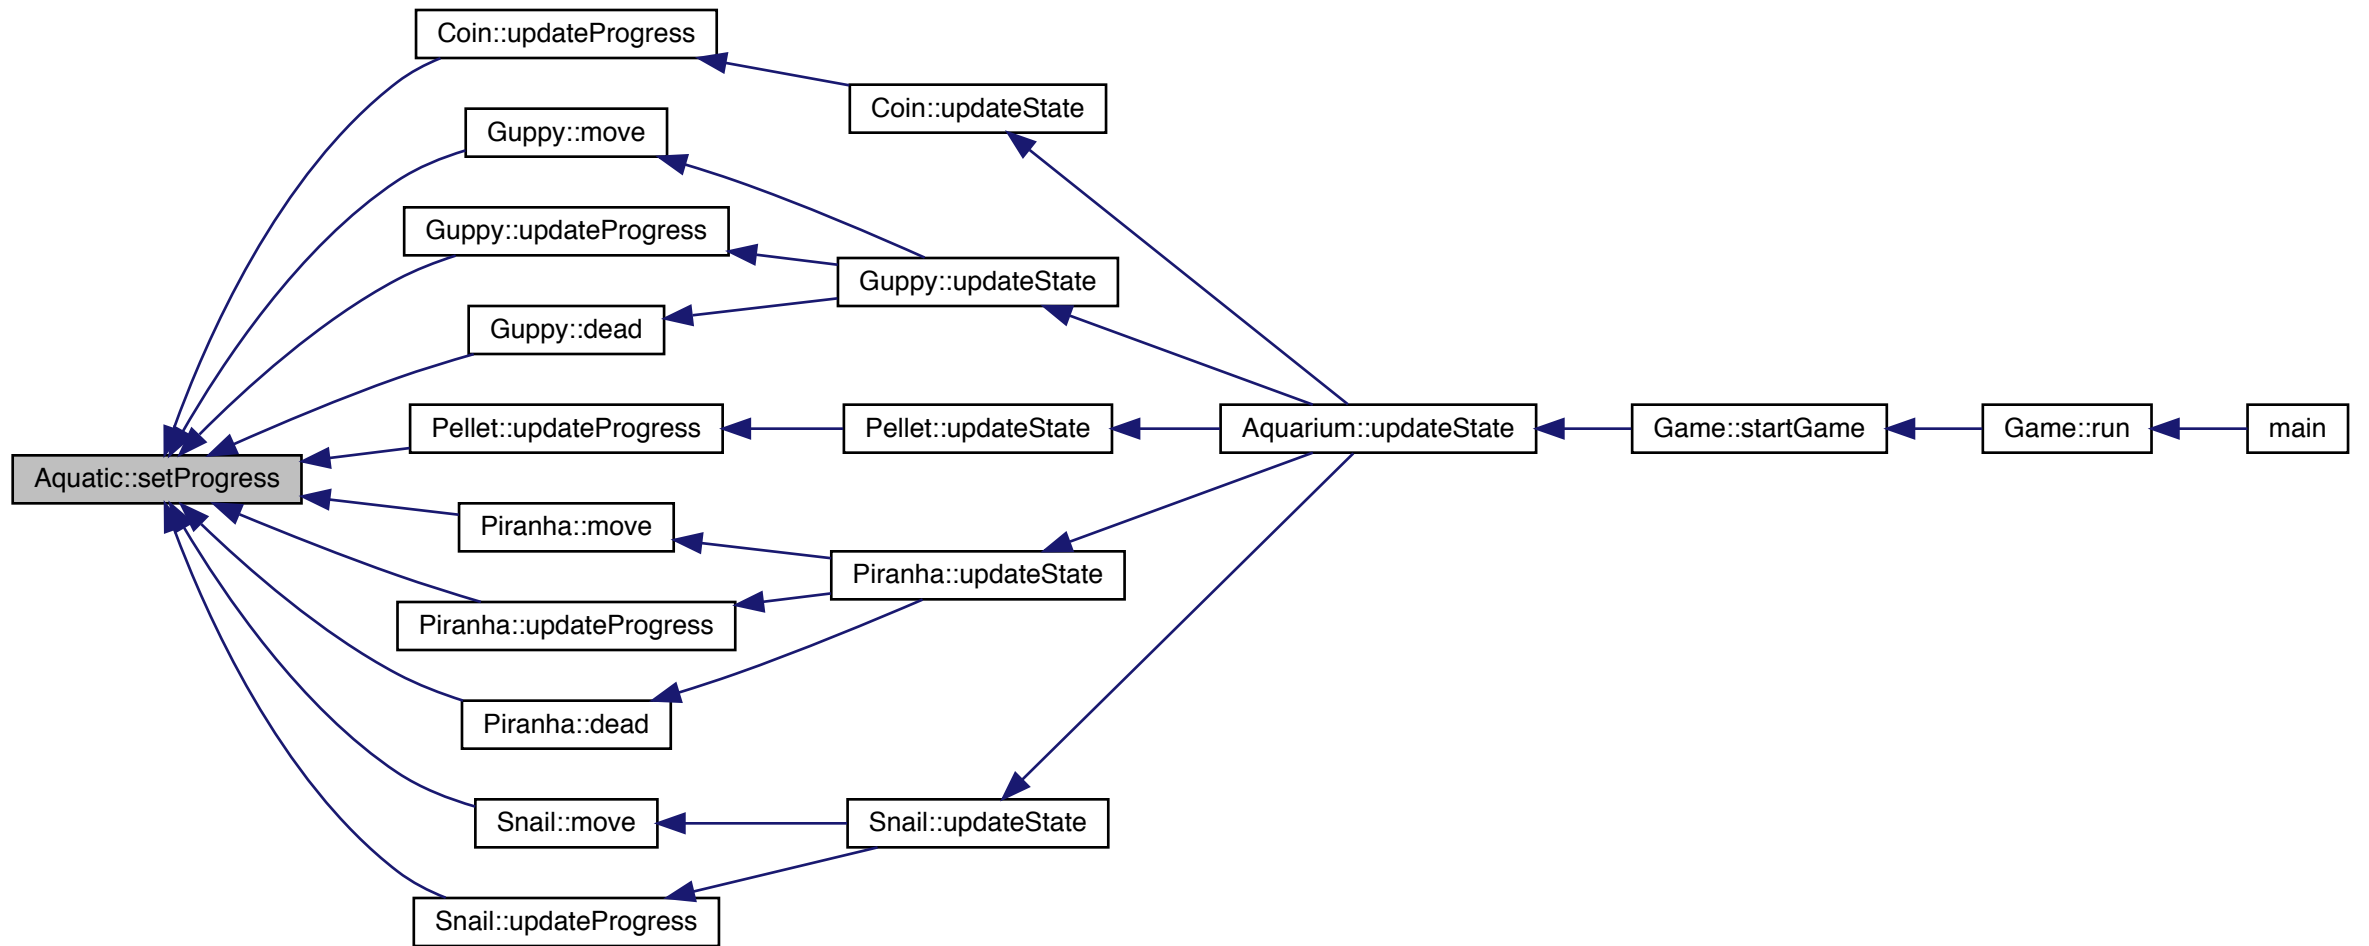 Coin::updateProgress
Coin::updateState
Guppy::move
Guppy::updateProgress
Guppy::updateState
Guppy::dead
Pellet::updateProgress
Pellet::updateState
Aquarium::updateState
Game::startGame
Game::run
main
Aquatic::setProgress
Piranha::move
Piranha::updateState
Piranha::updateProgress
Piranha::dead
Snail::move
Snail::updateState
Snail::updateProgress